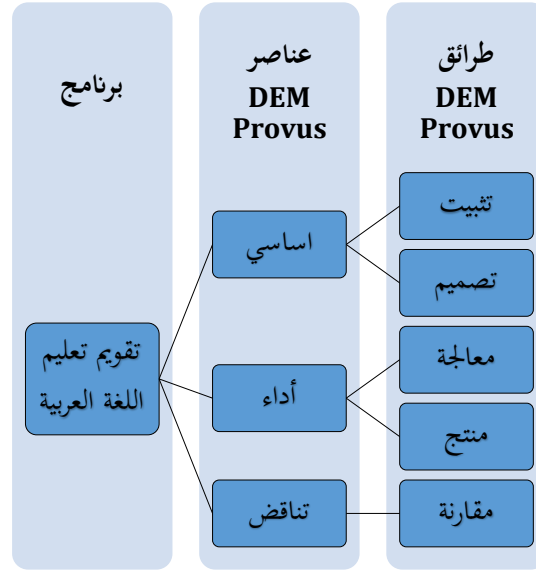 برنامج
عناصر
DEM
Provus
طرائق
DEM
Provus
تقويم تعليم
اللغة العربية
اساسي
أداء
تناقض
تثبيت
تصميم
معالجة
منتج
مقارنة